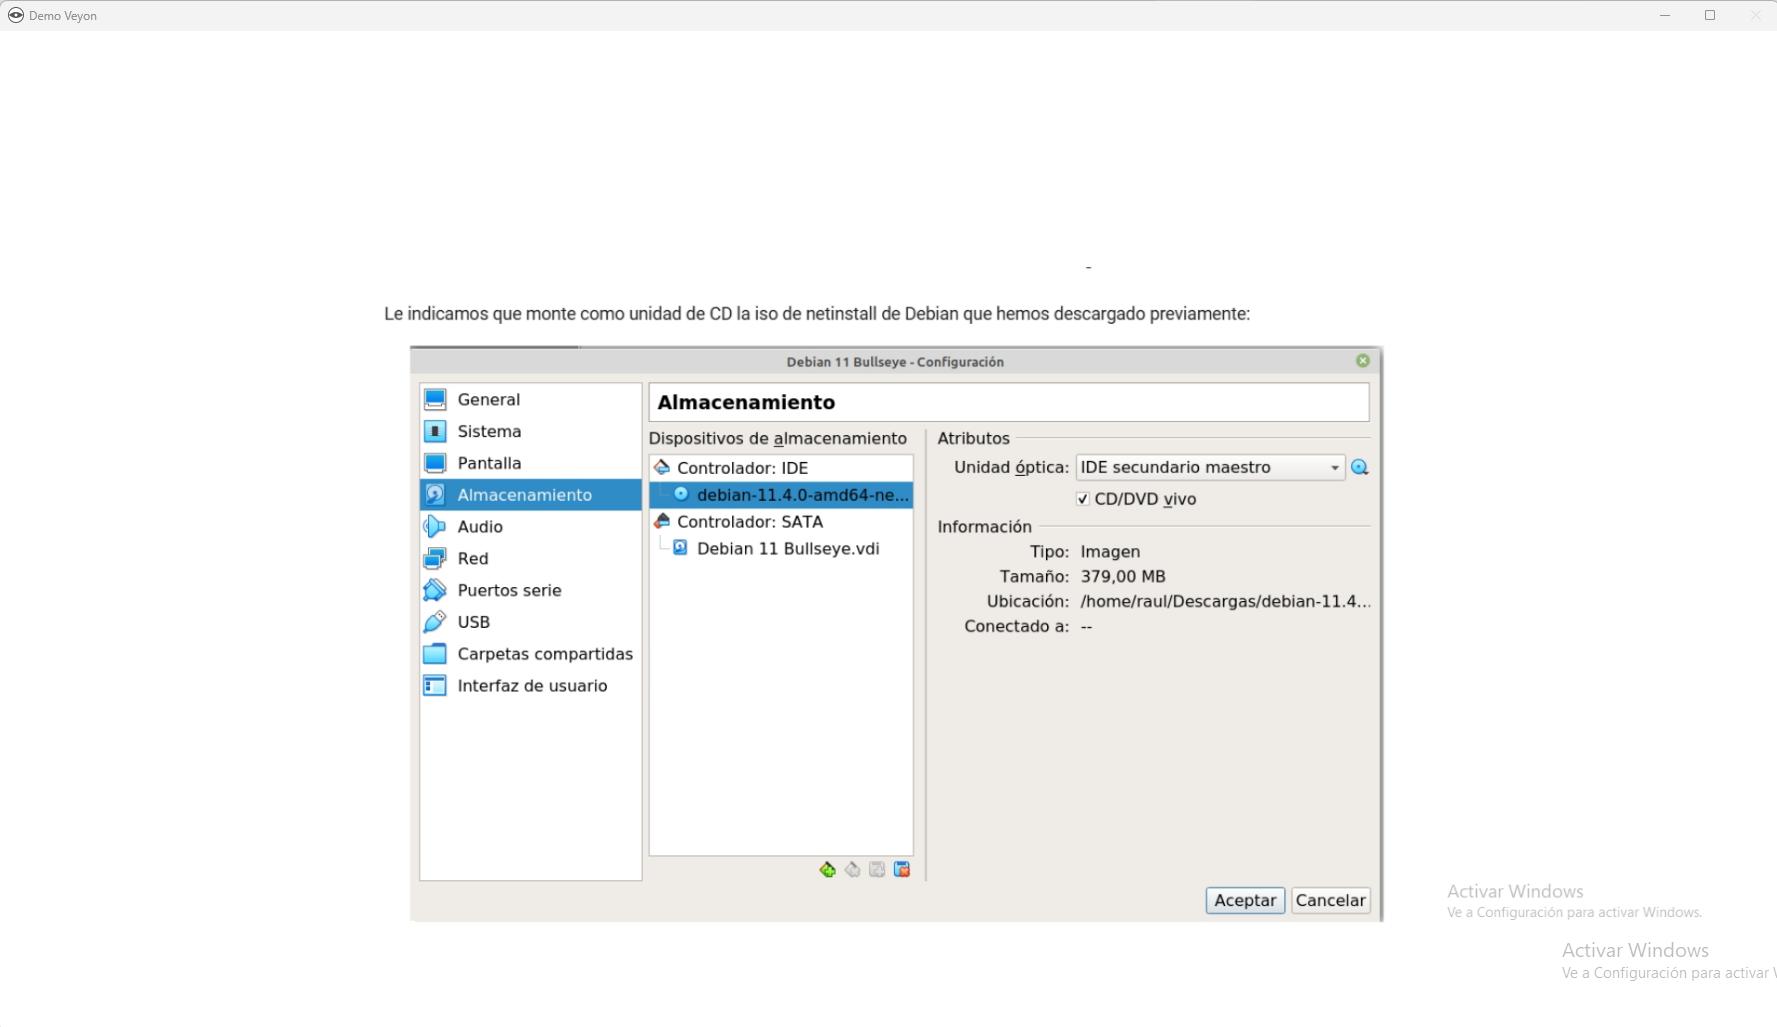 Demo Veyon
-
Le indicamos que monte como unidad de CD la iso de netinstall de Debian que hemos descargado previamente:
Debian 11 Bullseye - Configuración
General
Sistema
Pantalla
Almacenamiento
Audio
Red
Puertos serie
USB
Carpetas compartidas
Interfaz de usuario
Almacenamiento
Dispositivos de almacenamiento
Controlador: IDE
debian-11.4.0-amd64-ne...
Controlador: SATA
Debian 11 Bullseye.vdi
Atributos
Unidad óptica: IDE secundario maestro
CD/DVD vivo
Información
Tipo: Imagen
Tamaño: 379,00 MB
Ubicación: /home/raul/Descargas/debian-11.4...
Conectado a: --
Aceptar Cancelar
Activar Windows
Ve a Configuración para activar Windows.
Activar Windows
Ve a Configuración para activar